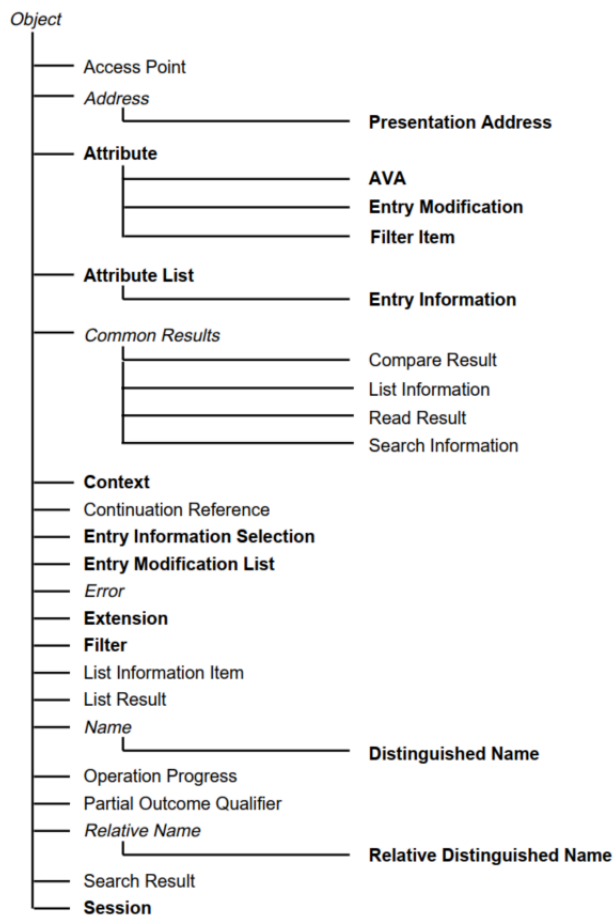 Object
Access Point
Address
Presentation Address
Attribute
AVA
Entry Modification
Filter Item
Attribute List
Entry Information
Common Results
Compare Result
List Information
Read Result
Search Information
Context
Continuation Reference
Entry Information Selection
Entry Modification List
Error
Extension
Filter
List Information Item
List Result
Name
Distinguished Name
Operation Progress
Partial Outcome Qualifier
Relative Name
Relative Distinguished Name
Search Result
Session